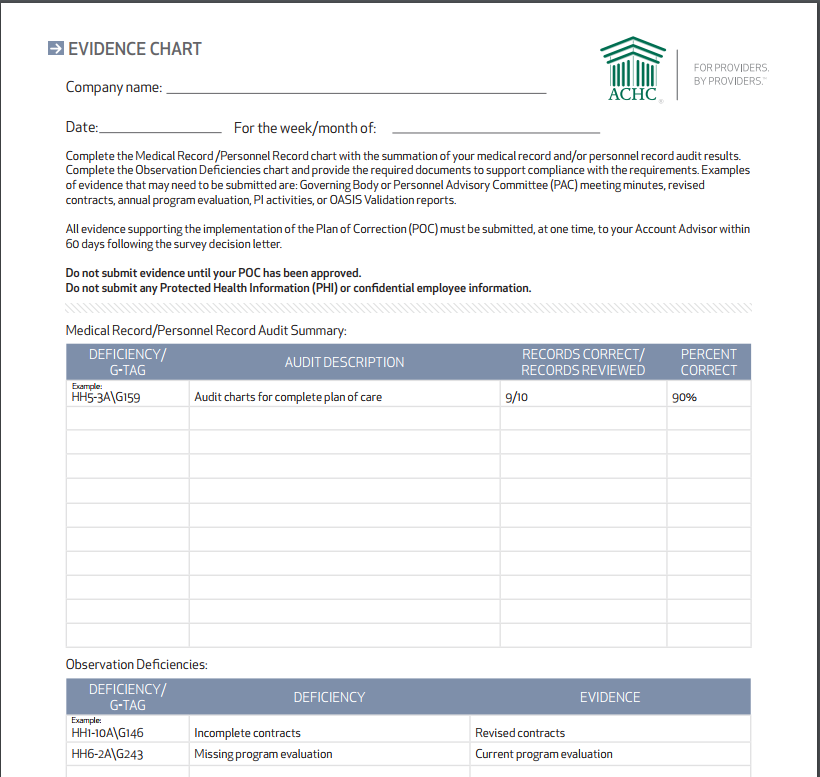 EVIDENCE CHART
Company name:
ACHC
FOR PROVIDERS.
BY PROVIDERS.™
Date:
For the week/month of:
Complete the Medical Record /Personnel Record chart with the summation of your medical record and/or personnel record audit results.
Complete the Observation Deficiencies chart and provide the required documents to support compliance with the requirements. Examples
of evidence that may need to be submitted are: Governing Body or Personnel Advisory Committee (PAC) meeting minutes, revised
contracts, annual program evaluation, PI activities, or OASIS Validation reports.
All evidence supporting the implementation of the Plan of Correction (POC) must be submitted, at one time, to your Account Advisor within
60 days following the survey decision letter.
Do not submit evidence until your POC has been approved.
Do not submit any Protected Health Information (PHI) or confidential employee information.
Medical Record/Personnel Record Audit Summary:
DEFICIENCY/
G-TAG
AUDIT DESCRIPTION
RECORDS CORRECT/
RECORDS REVIEWED
PERCENT
CORRECT
Example:
HH5-3A\G159
Audit charts for complete plan of care
9/10
90%
Observation Deficiencies:
DEFICIENCY/
G-TAG
DEFICIENCY
EVIDENCE
Example:
HH1-10A\G146
Incomplete contracts
Revised contracts
HH6-2A\G243
Missing program evaluation
Current program evaluation